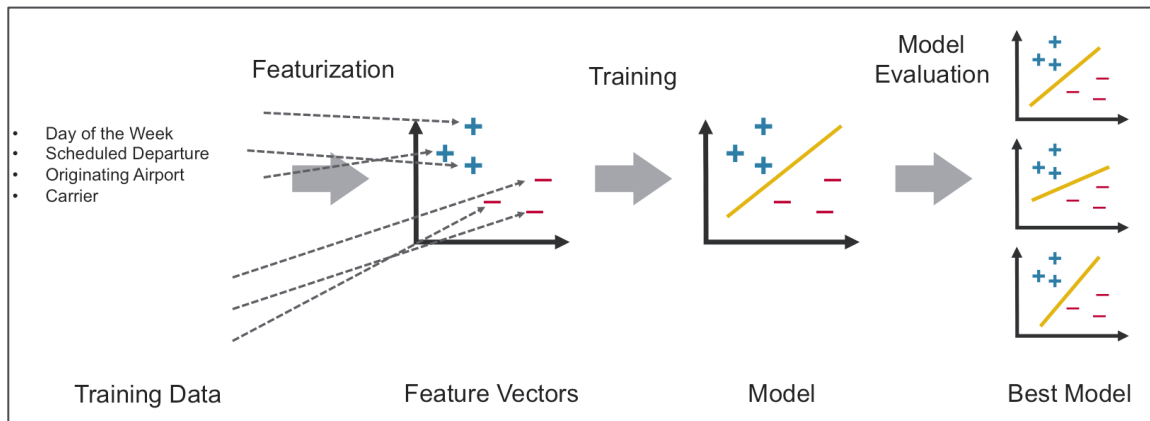 Featurization
Training
Model
Evaluation
• Day of the Week
• Scheduled Departure
• Originating Airport
• Carrier
Training Data
Feature Vectors
Model
Best Model